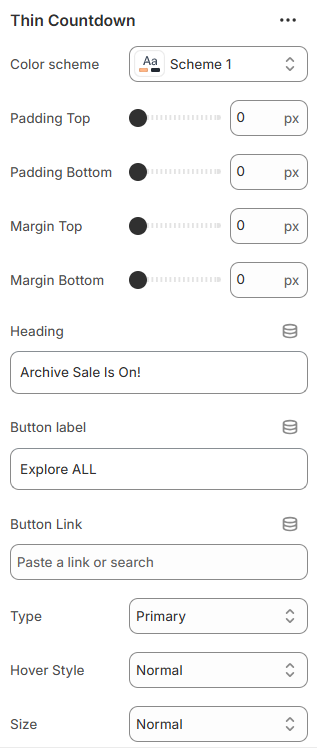 Thin Countdown
Color scheme
Aa
Scheme 1
Padding Top
0 px
Padding Bottom
0 px
Margin Top
0 px
Margin Bottom
0 px
Heading
Archive Sale Is On!
Button label
Explore ALL
Button Link
Paste a link or search
Type
Primary
Hover Style
Normal
Size
Normal